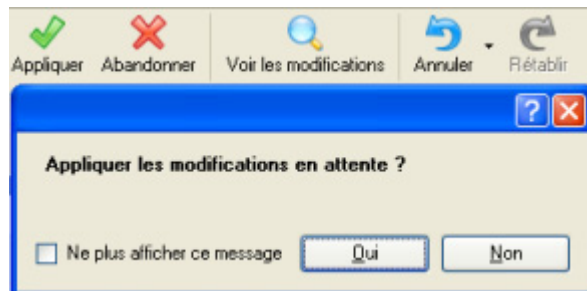 Appliquer Abandonner Voir les modifications Annuler Rétablir
?
Appliquer les modifications en attente ?
Ne plus afficher ce message Oui Non